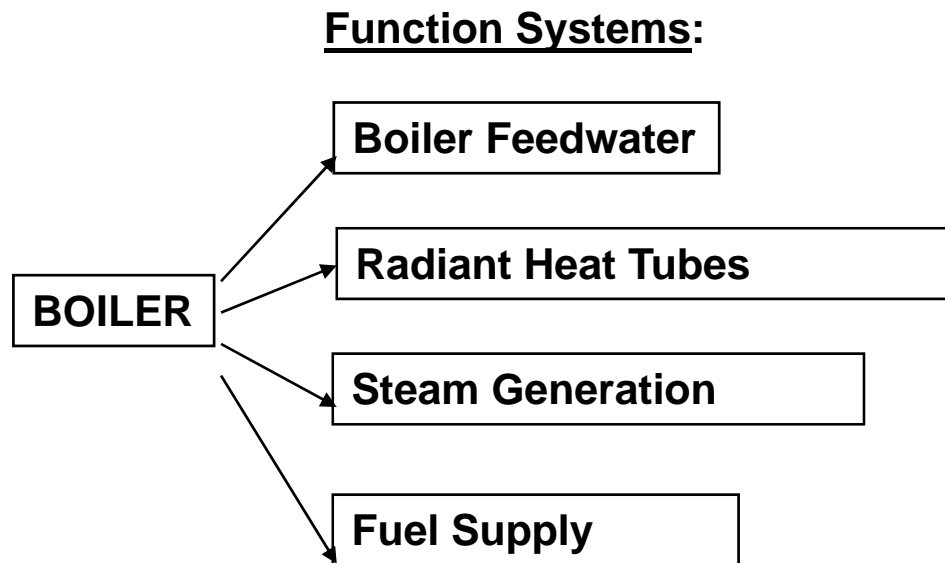 Function Systems:
Boiler Feedwater
Radiant Heat Tubes
BOILER
Steam Generation
Fuel Supply